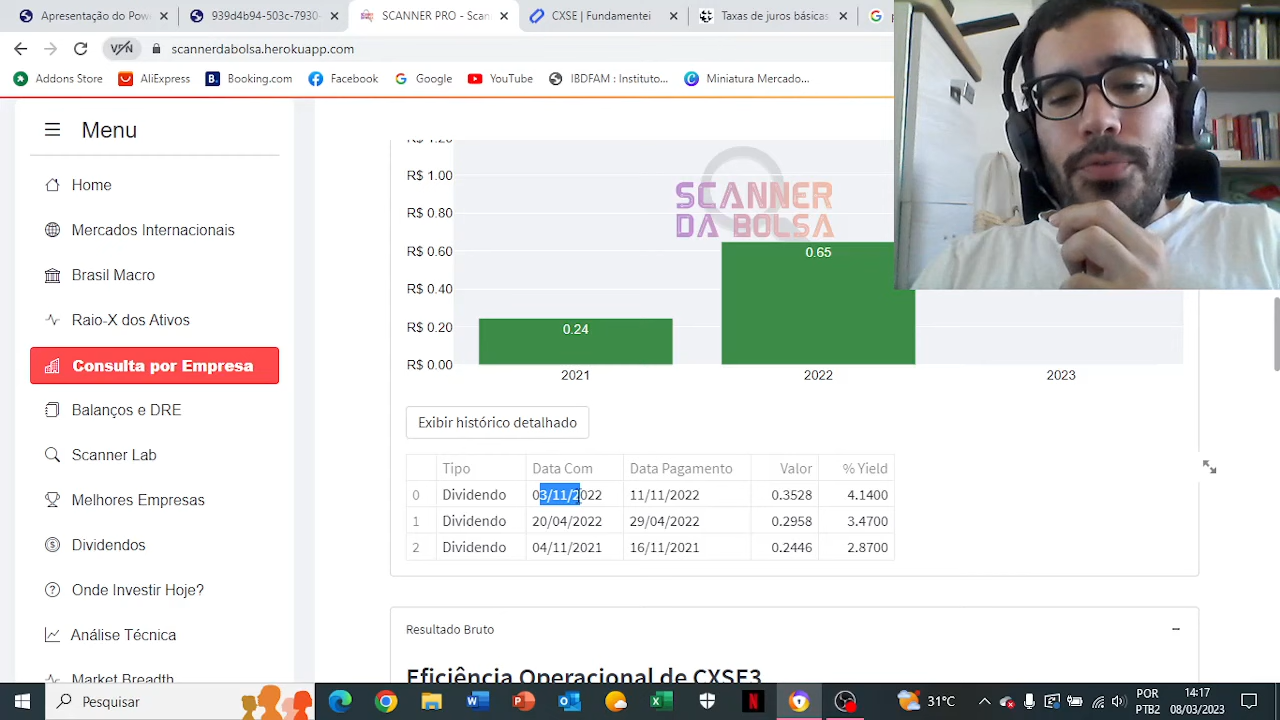 Apresentação do Powe
939d4b94-503c-7930-
SCANNER PRO - Scan
CXSE | Fundamentei
Taxas de juros básicas
scannerdabolsa.herokuapp.com
Addons Store
AliExpress
Booking.com
Facebook
Google
YouTube
IBDFAM : Instituto...
Miniatura Mercado...
Menu
Home
Mercados Internacionais
Brasil Macro
Raio-X dos Ativos
Consulta por Empresa
Balanços e DRE
Scanner Lab
Melhores Empresas
Dividendos
Onde Investir Hoje?
Análise Técnica
Market Breadth
R$ 1.20
R$ 1.00
R$ 0.80
R$ 0.60
R$ 0.40
R$ 0.20
R$ 0.00
SCANNER
DA BOLSA
0.24
0.65
2021 2022 2023
Exibir histórico detalhado
Tipo Data Com Data Pagamento Valor % Yield
0 Dividendo 03/11/2022 11/11/2022 0.3528 4.1400
1 Dividendo 20/04/2022 29/04/2022 0.2958 3.4700
2 Dividendo 04/11/2021 16/11/2021 0.2446 2.8700
Resultado Bruto
Eficiência Operacional de CXSE3
Pesquisar
31°C
POR
PTB2
14:17
08/03/2023